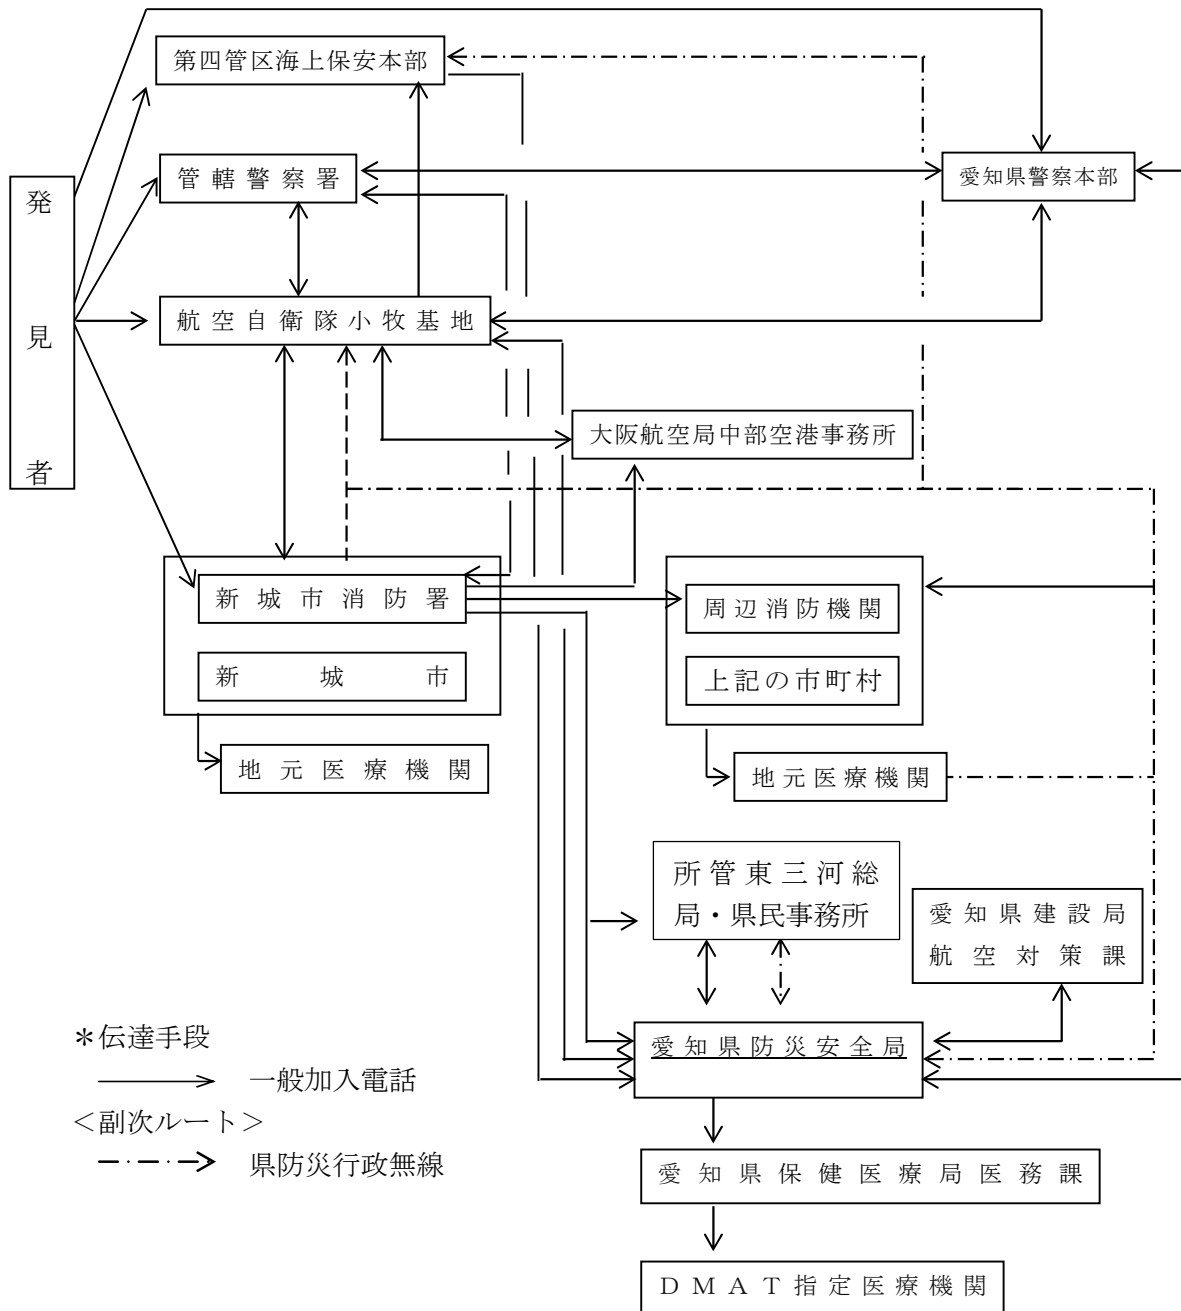 第四管区海上保安本部
管轄警察署
愛知県警察本部
発見者
航空自衛隊小牧基地
大阪航空局中部空港事務所
新城市消防署
周辺消防機関
新城市
上記の市町村
地元医療機関
地元医療機関
所管東三河総
局・県民事務所
愛知県建設局
航空対策課
愛知県防災安全局
＊伝達手段
一般加入電話
＜副次ルート＞
県防災行政無線
愛知県保健医療局医務課
ＤＭＡＴ指定医療機関